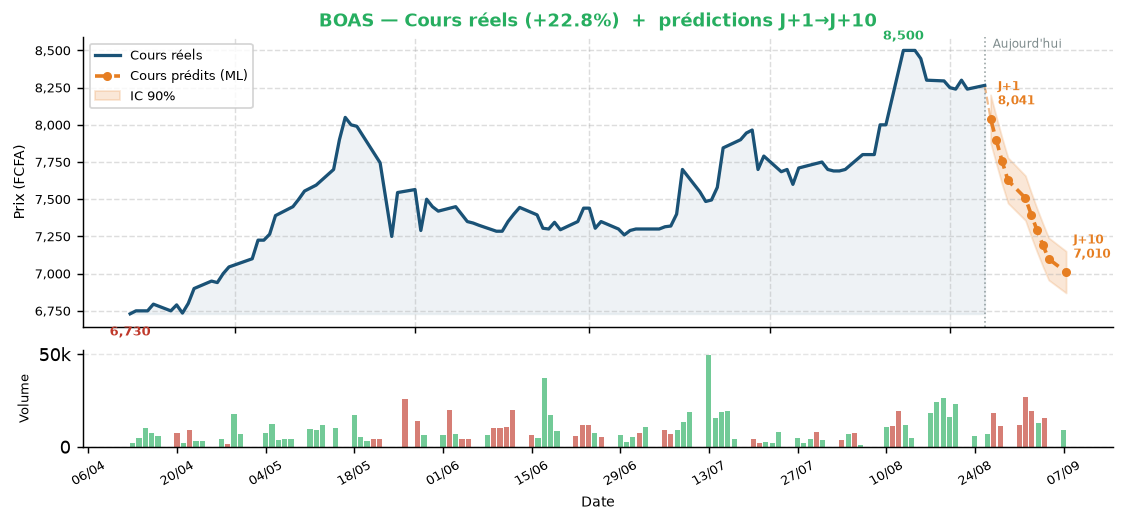 BOAS — Cours réels (+22.8%)  +  prédictions J+1→J+10
Cours réels
Cours prédits (ML)
IC 90%
8,500
Aujourd'hui
J+1
8,041
J+10
7,010
6,730
Prix (FCFA)
8,500
8,250
8,000
7,750
7,500
7,250
7,000
6,750
Volume
50k
0
06/04
20/04
04/05
18/05
01/06
15/06
29/06
13/07
27/07
10/08
24/08
07/09
Date